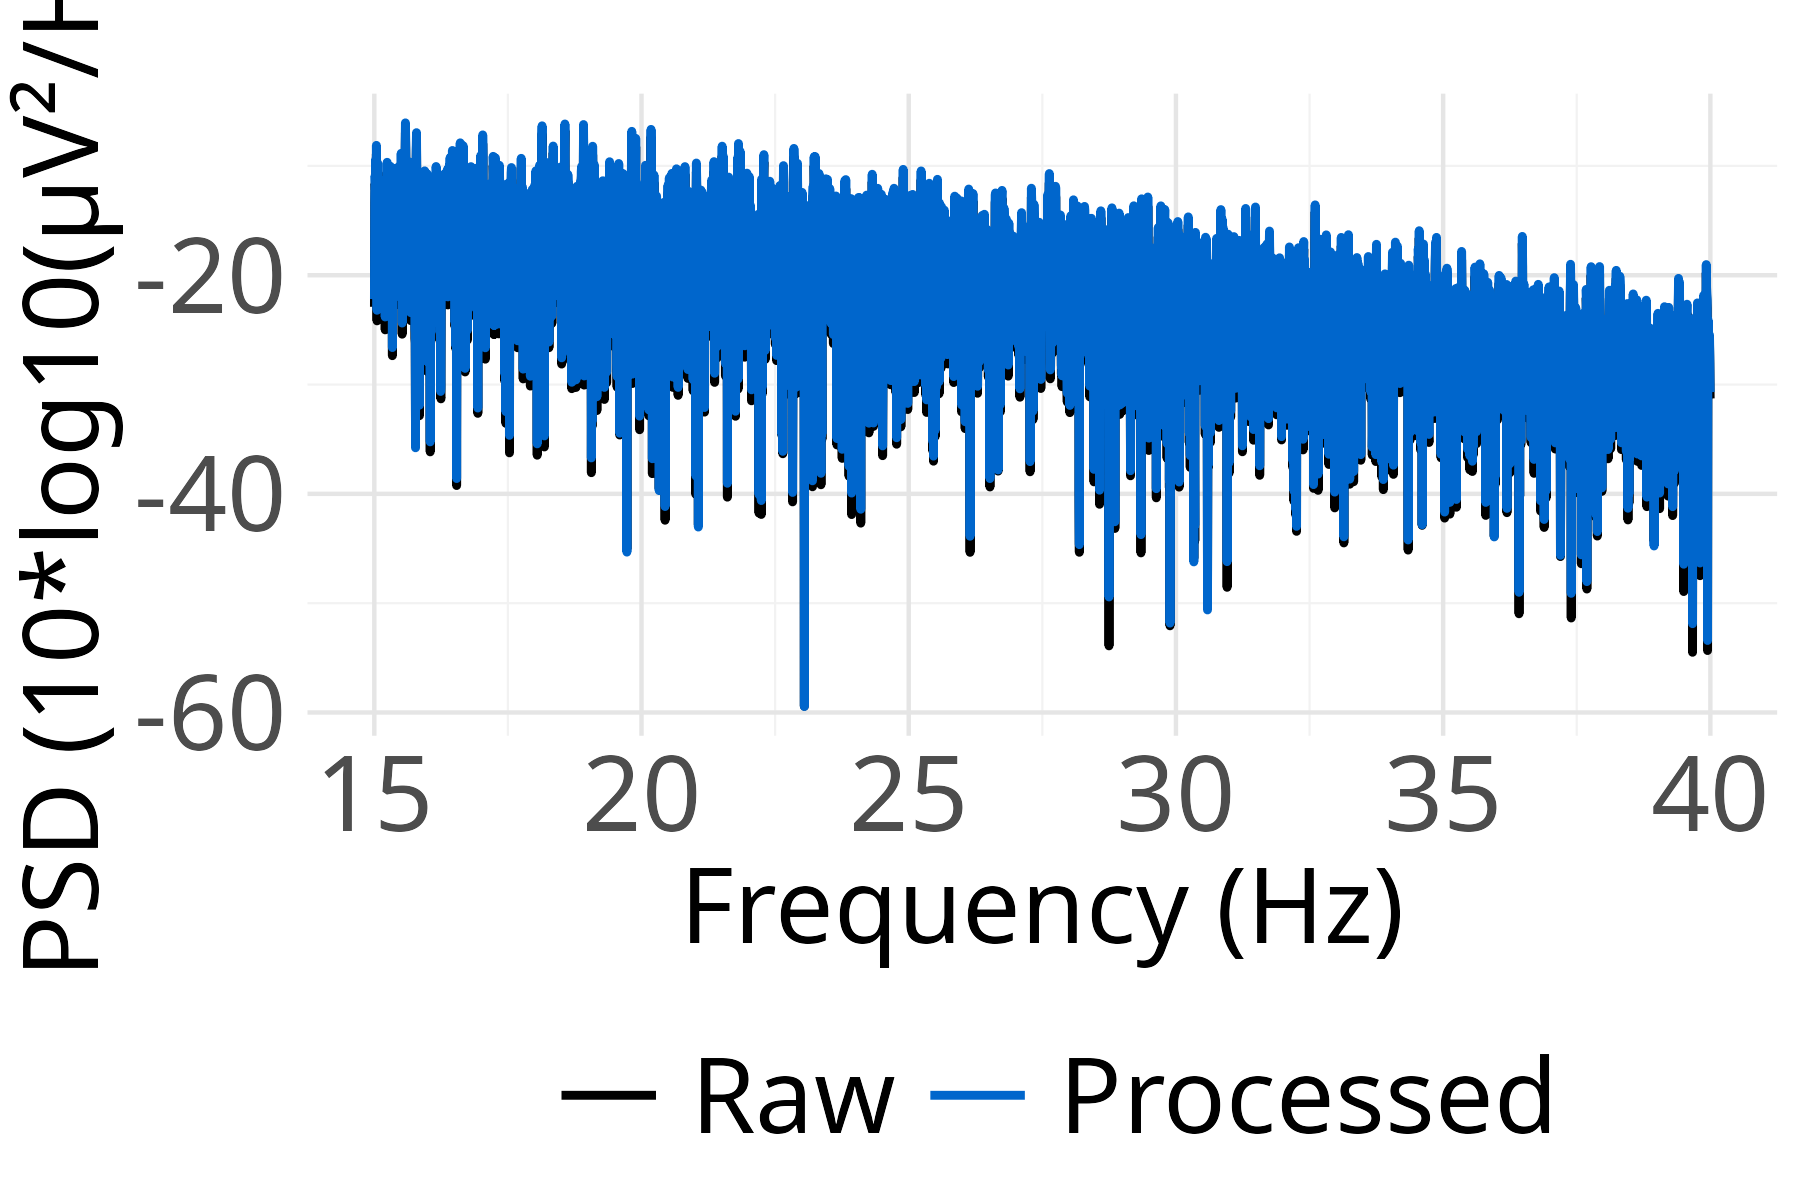 PSD (10*log10(µV²/H
-20
-40
-60
15 20 25 30 35 40
Frequency (Hz)
Raw Processed